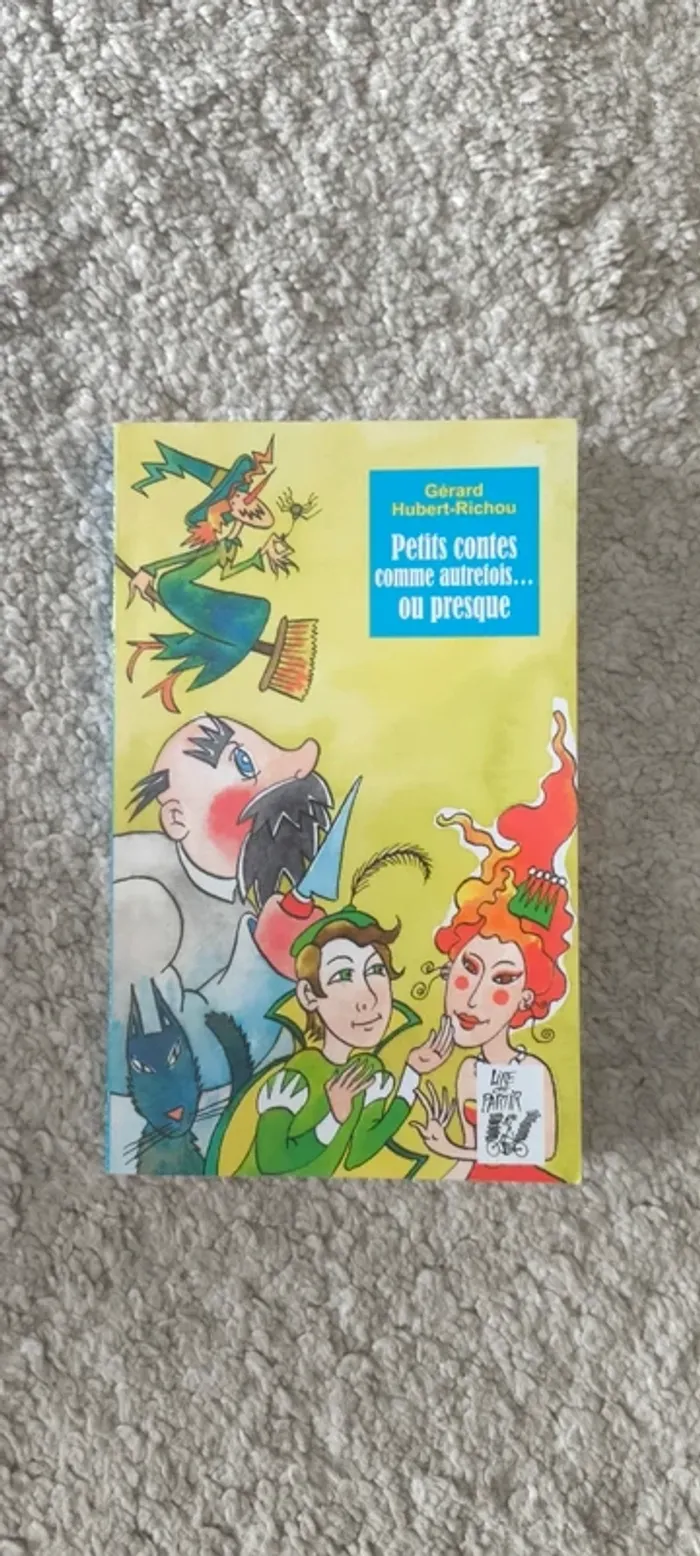 Gérard
Hubert-Richou
Petits contes
comme autrefois...
ou presque
LIRE
PARTIR